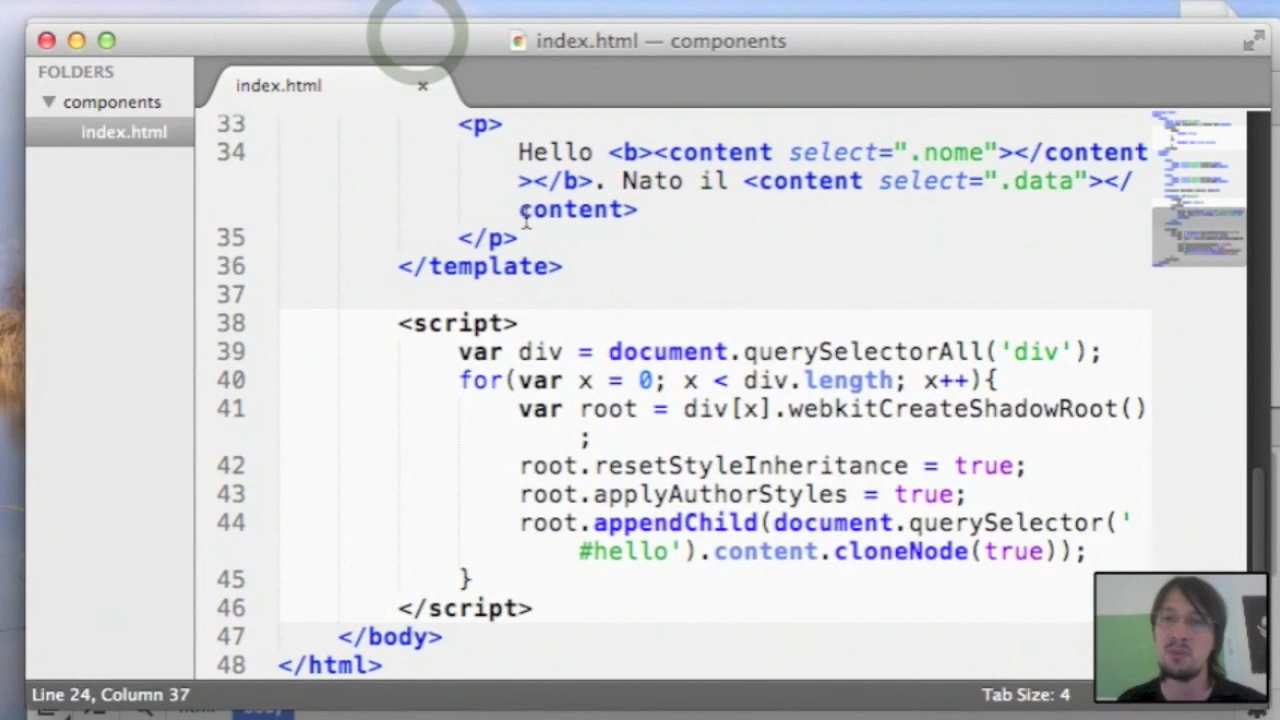 index.html — components
FOLDERS
components
index.html
index.html ×
33 <p>
34 Hello <b><content select=".nome"></content
></b>. Nato il <content select=".data"></
content>
35 </p>
36 </template>
37
38 <script>
39 var div = document.querySelectorAll('div');
40 for(var x = 0; x < div.length; x++){
41 var root = div[x].webkitCreateShadowRoot()
;
42 root.resetStyleInheritance = true;
43 root.applyAuthorStyles = true;
44 root.appendChild(document.querySelector('
#hello').content.cloneNode(true));
45 }
46 </script>
47 </body>
48 </html>
Line 24, Column 37
Tab Size: 4